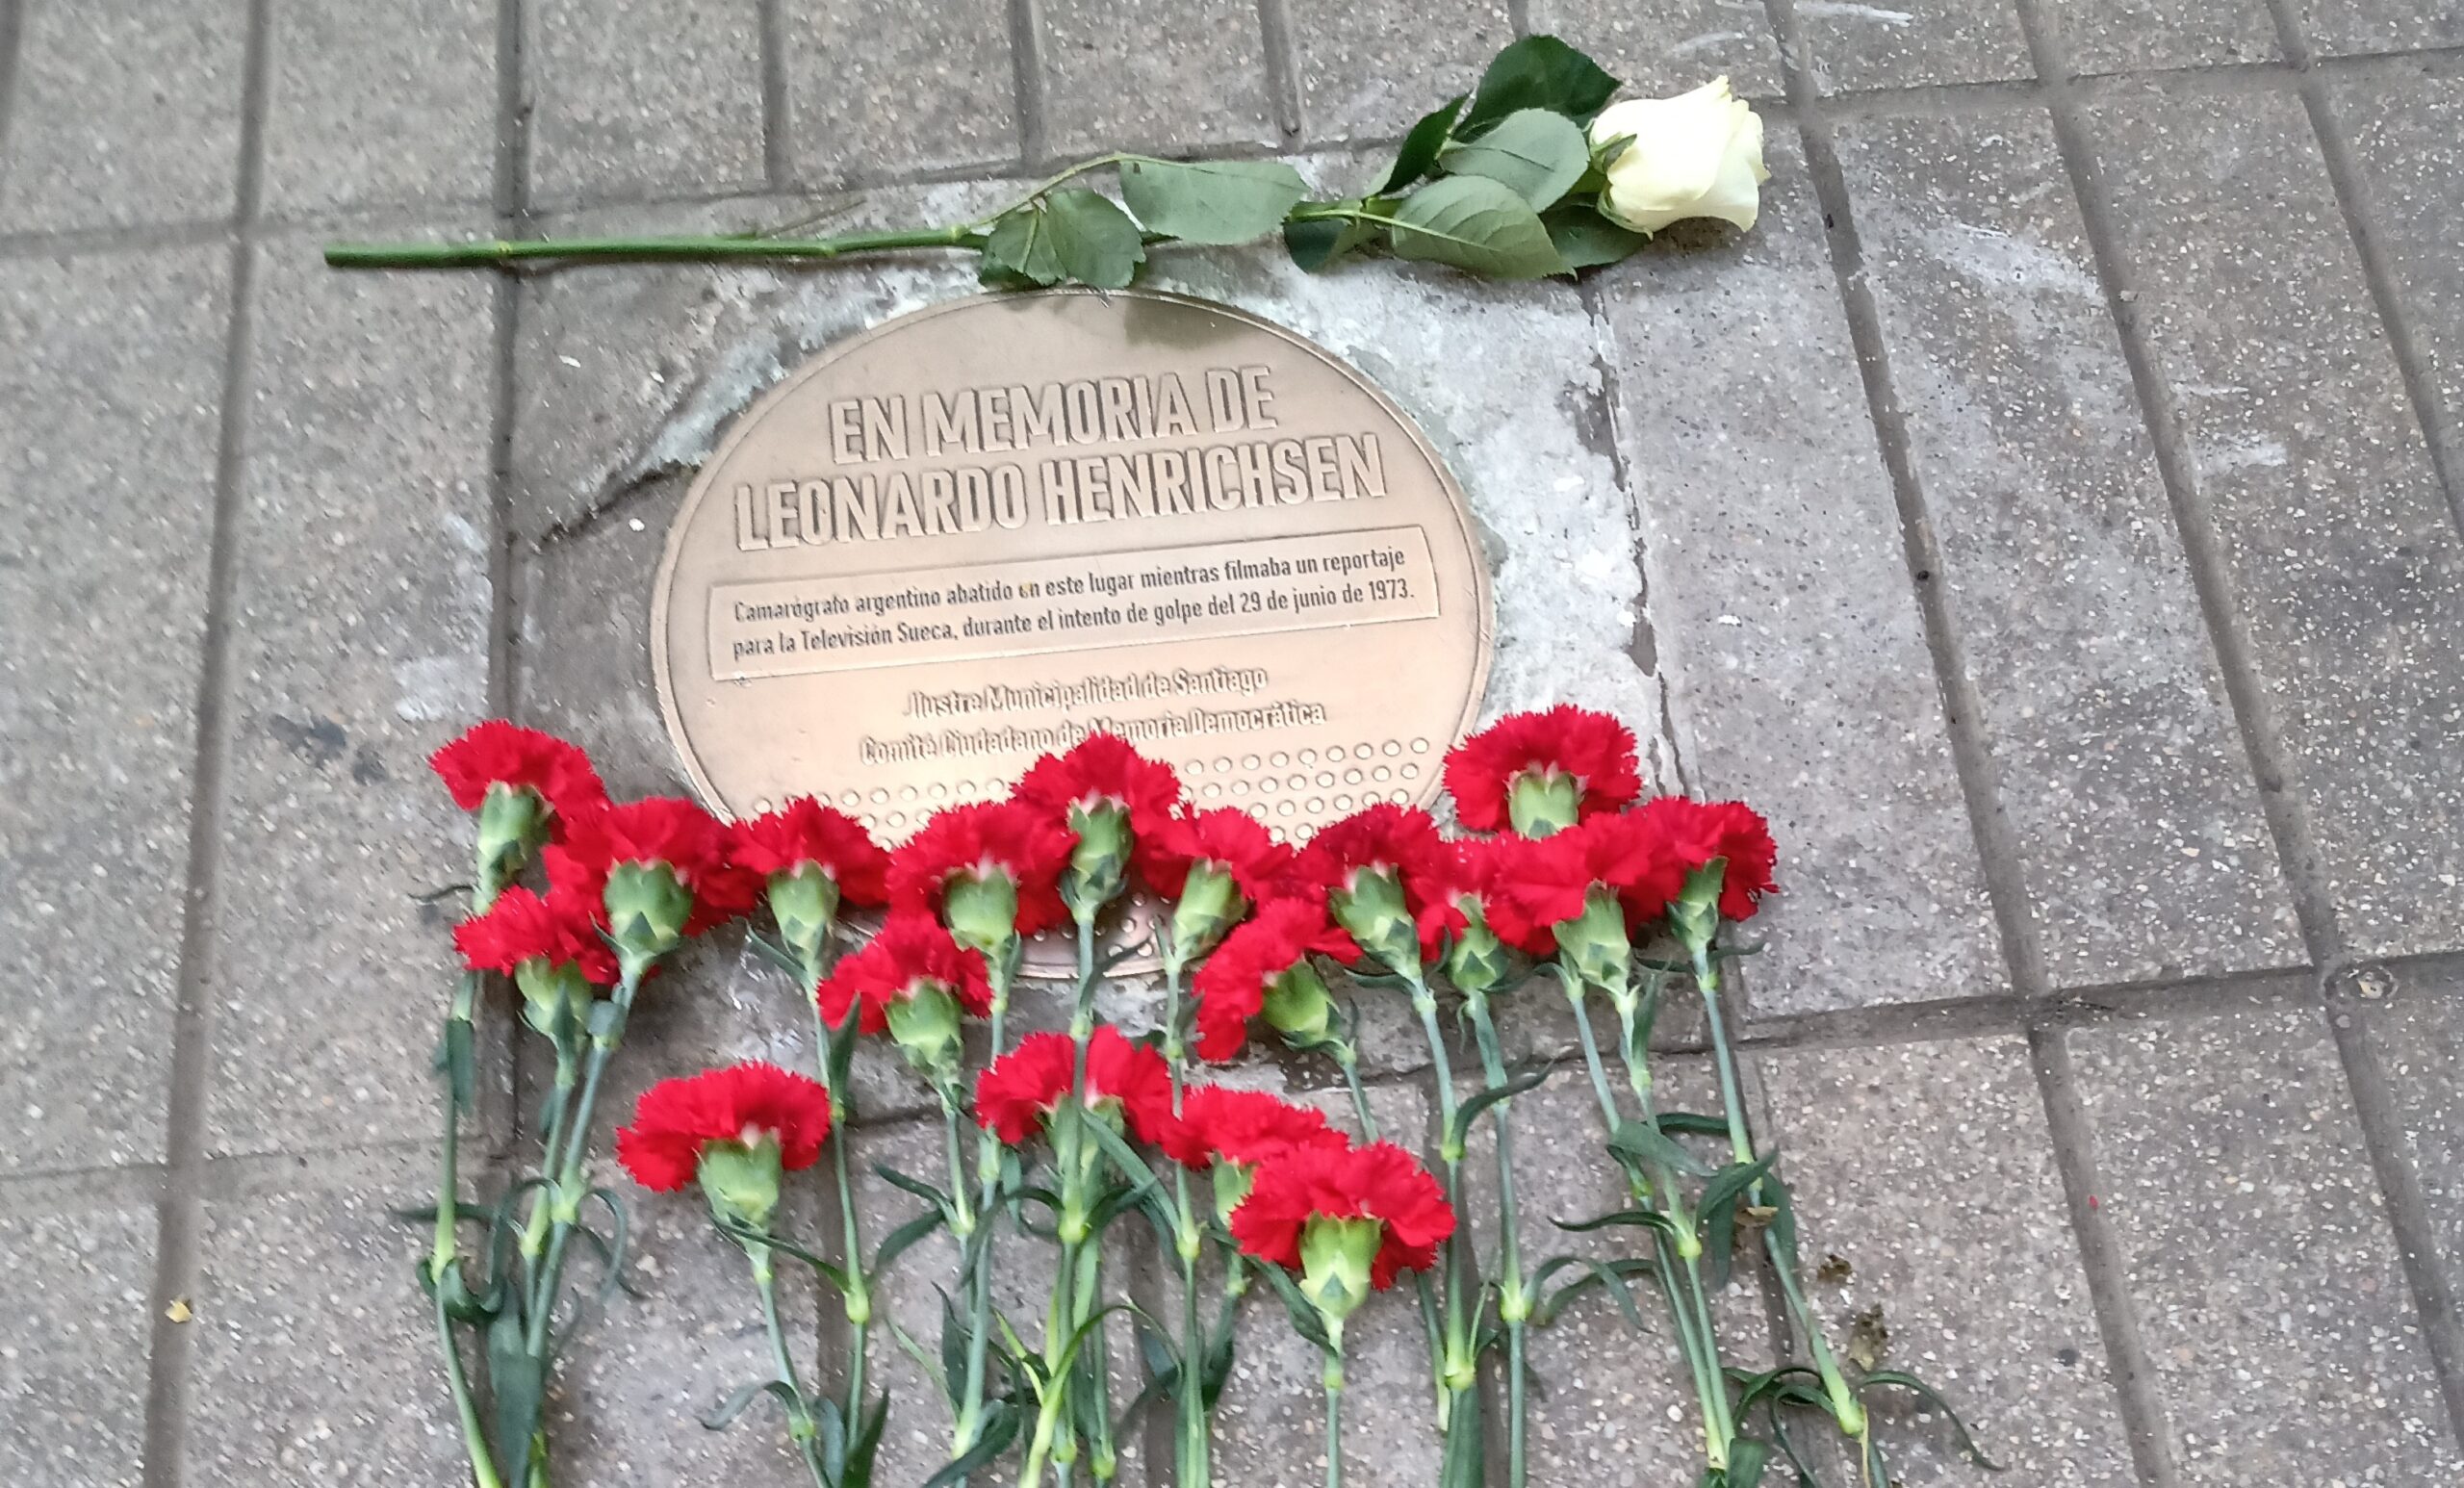 EN MEMORIA DE
LEONARDO HENRICHSEN
Camarógrafo argentino abatido en este lugar mientras filmaba un reportaje
para la Televisión Sueca, durante el intento de golpe del 29 de junio de 1973.
Ilustre Municipalidad de Santiago
Comité Ciudadano de Memoria Democrática